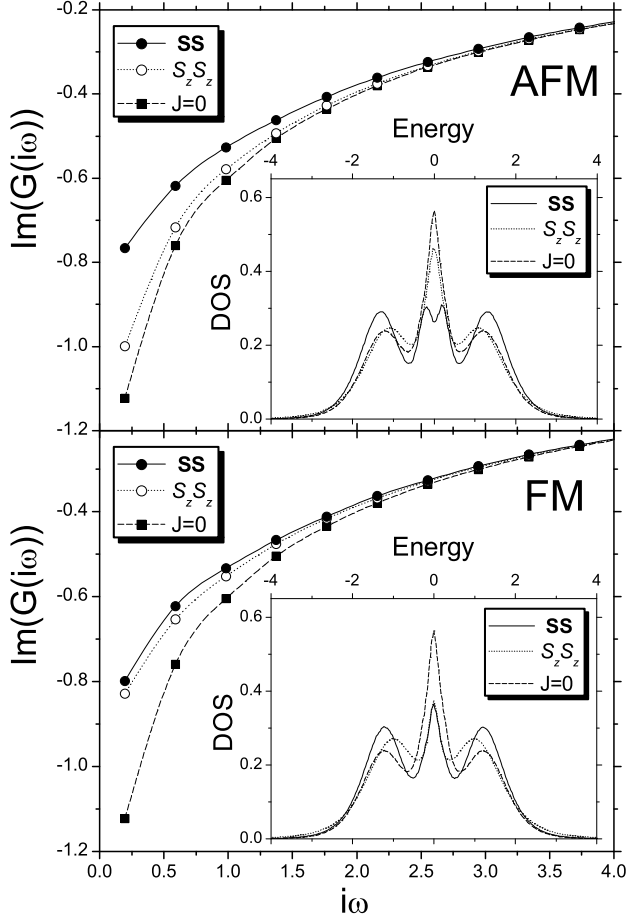 -0.2
SS
SzSz
J=0
AFM
-0.4
Energy
-4 -2 0 2 4
Im(G(iω))
-0.6
0.6
SS
SzSz
J=0
-0.8
0.4
DOS
0.2
-1.0
0.0
-1.2
SS
SzSz
J=0
FM
-0.4
Energy
-4 -2 0 2 4
Im(G(iω))
-0.6
0.6
SS
SzSz
J=0
-0.8
0.4
DOS
0.2
-1.0
0.0
-1.2
0.0 0.5 1.0 1.5 2.0 2.5 3.0 3.5 4.0
iω